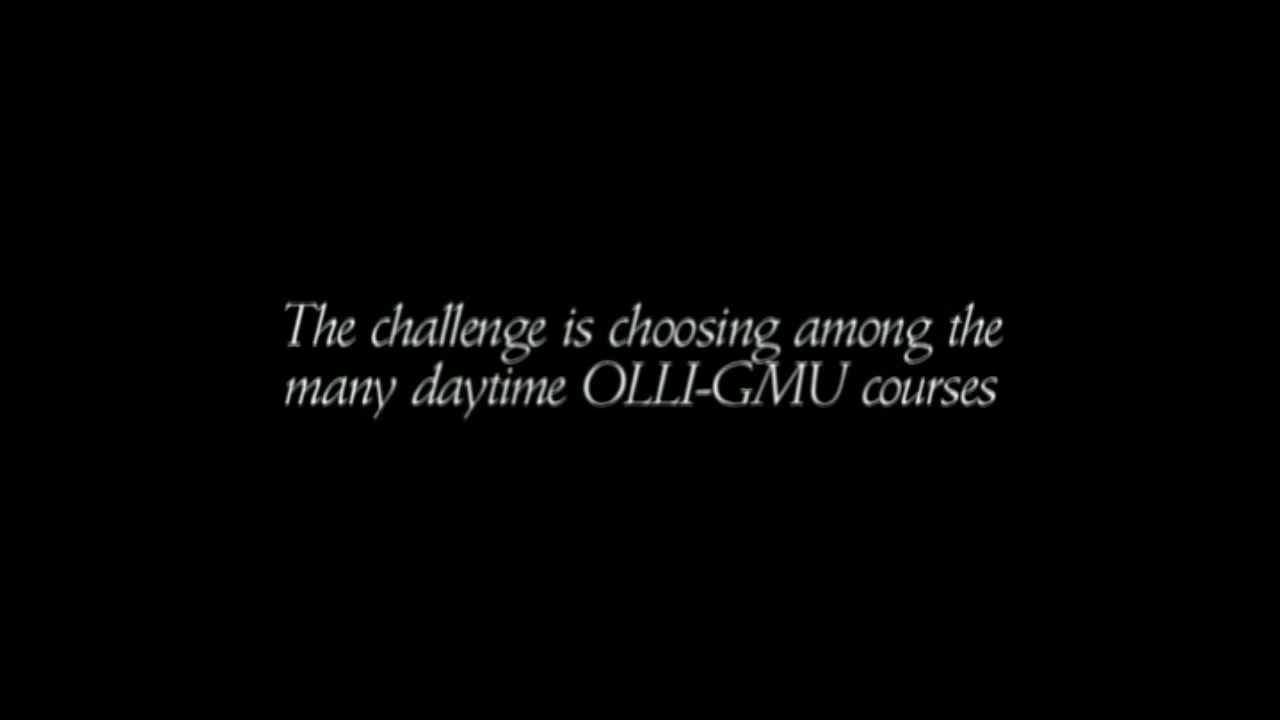 The challenge is choosing among the
many daytime OLLI-GMU courses